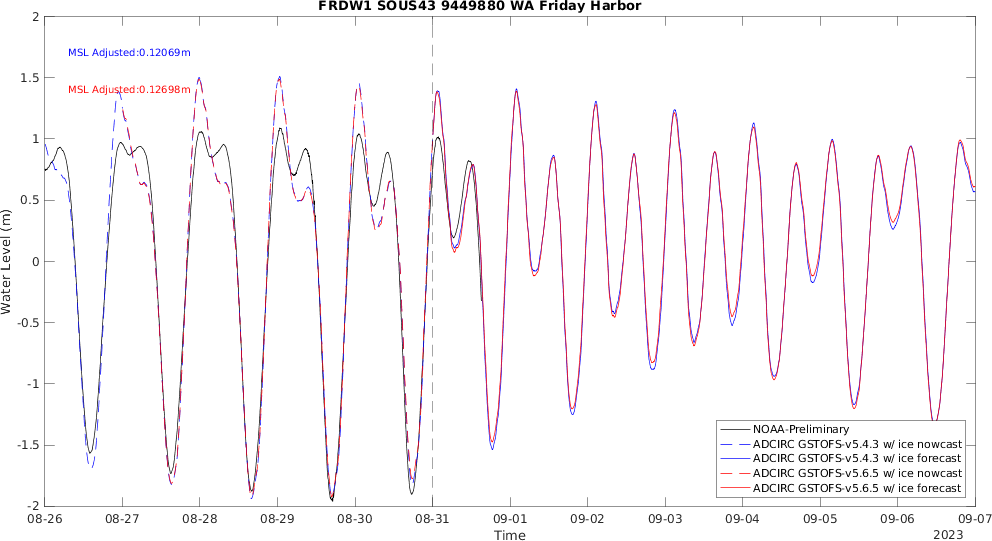 FRDW1 SOUS43 9449880 WA Friday Harbor
MSL Adjusted:0.12069m
MSL Adjusted:0.12698m
Water Level (m)
2
1.5
1
0.5
0
-0.5
-1
-1.5
-2
NOAA-Preliminary
ADCIRC GSTOFS-v5.4.3 w/ ice nowcast
ADCIRC GSTOFS-v5.4.3 w/ ice forecast
ADCIRC GSTOFS-v5.6.5 w/ ice nowcast
ADCIRC GSTOFS-v5.6.5 w/ ice forecast
08-26 08-27 08-28 08-29 08-30 08-31 09-01 09-02 09-03 09-04 09-05 09-06 09-07
Time
2023